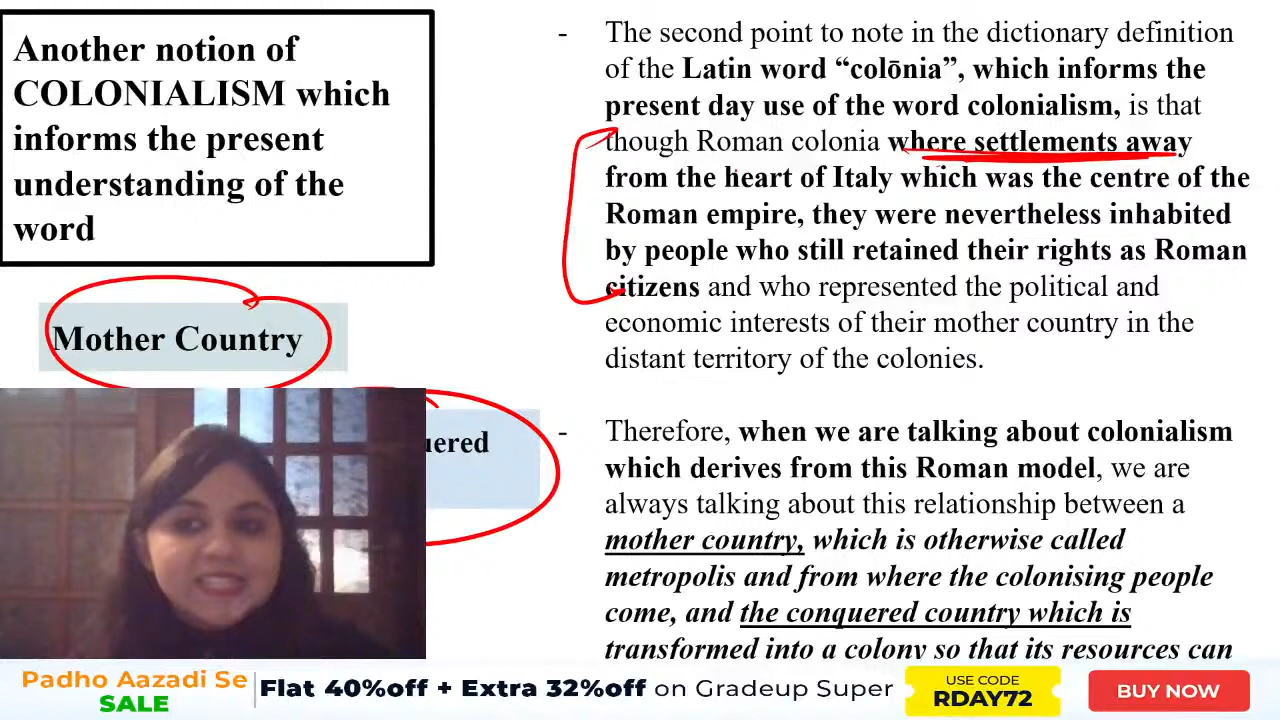 Another notion of
COLONIALISM which
informs the present
understanding of the
word
Mother Country
- The second point to note in the dictionary definition
of the Latin word “colōnia”, which informs the
present day use of the word colonialism, is that
though Roman colonia where settlements away
from the heart of Italy which was the centre of the
Roman empire, they were nevertheless inhabited
by people who still retained their rights as Roman
citizens and who represented the political and
economic interests of their mother country in the
distant territory of the colonies.
- Therefore, when we are talking about colonialism
which derives from this Roman model, we are
always talking about this relationship between a
mother country, which is otherwise called
metropolis and from where the colonising people
come, and the conquered country which is
transformed into a colony so that its resources can
Padho Aazadi Se
SALE
Flat 40%off + Extra 32%off on Gradeup Super
USE CODE
RDAY72
BUY NOW